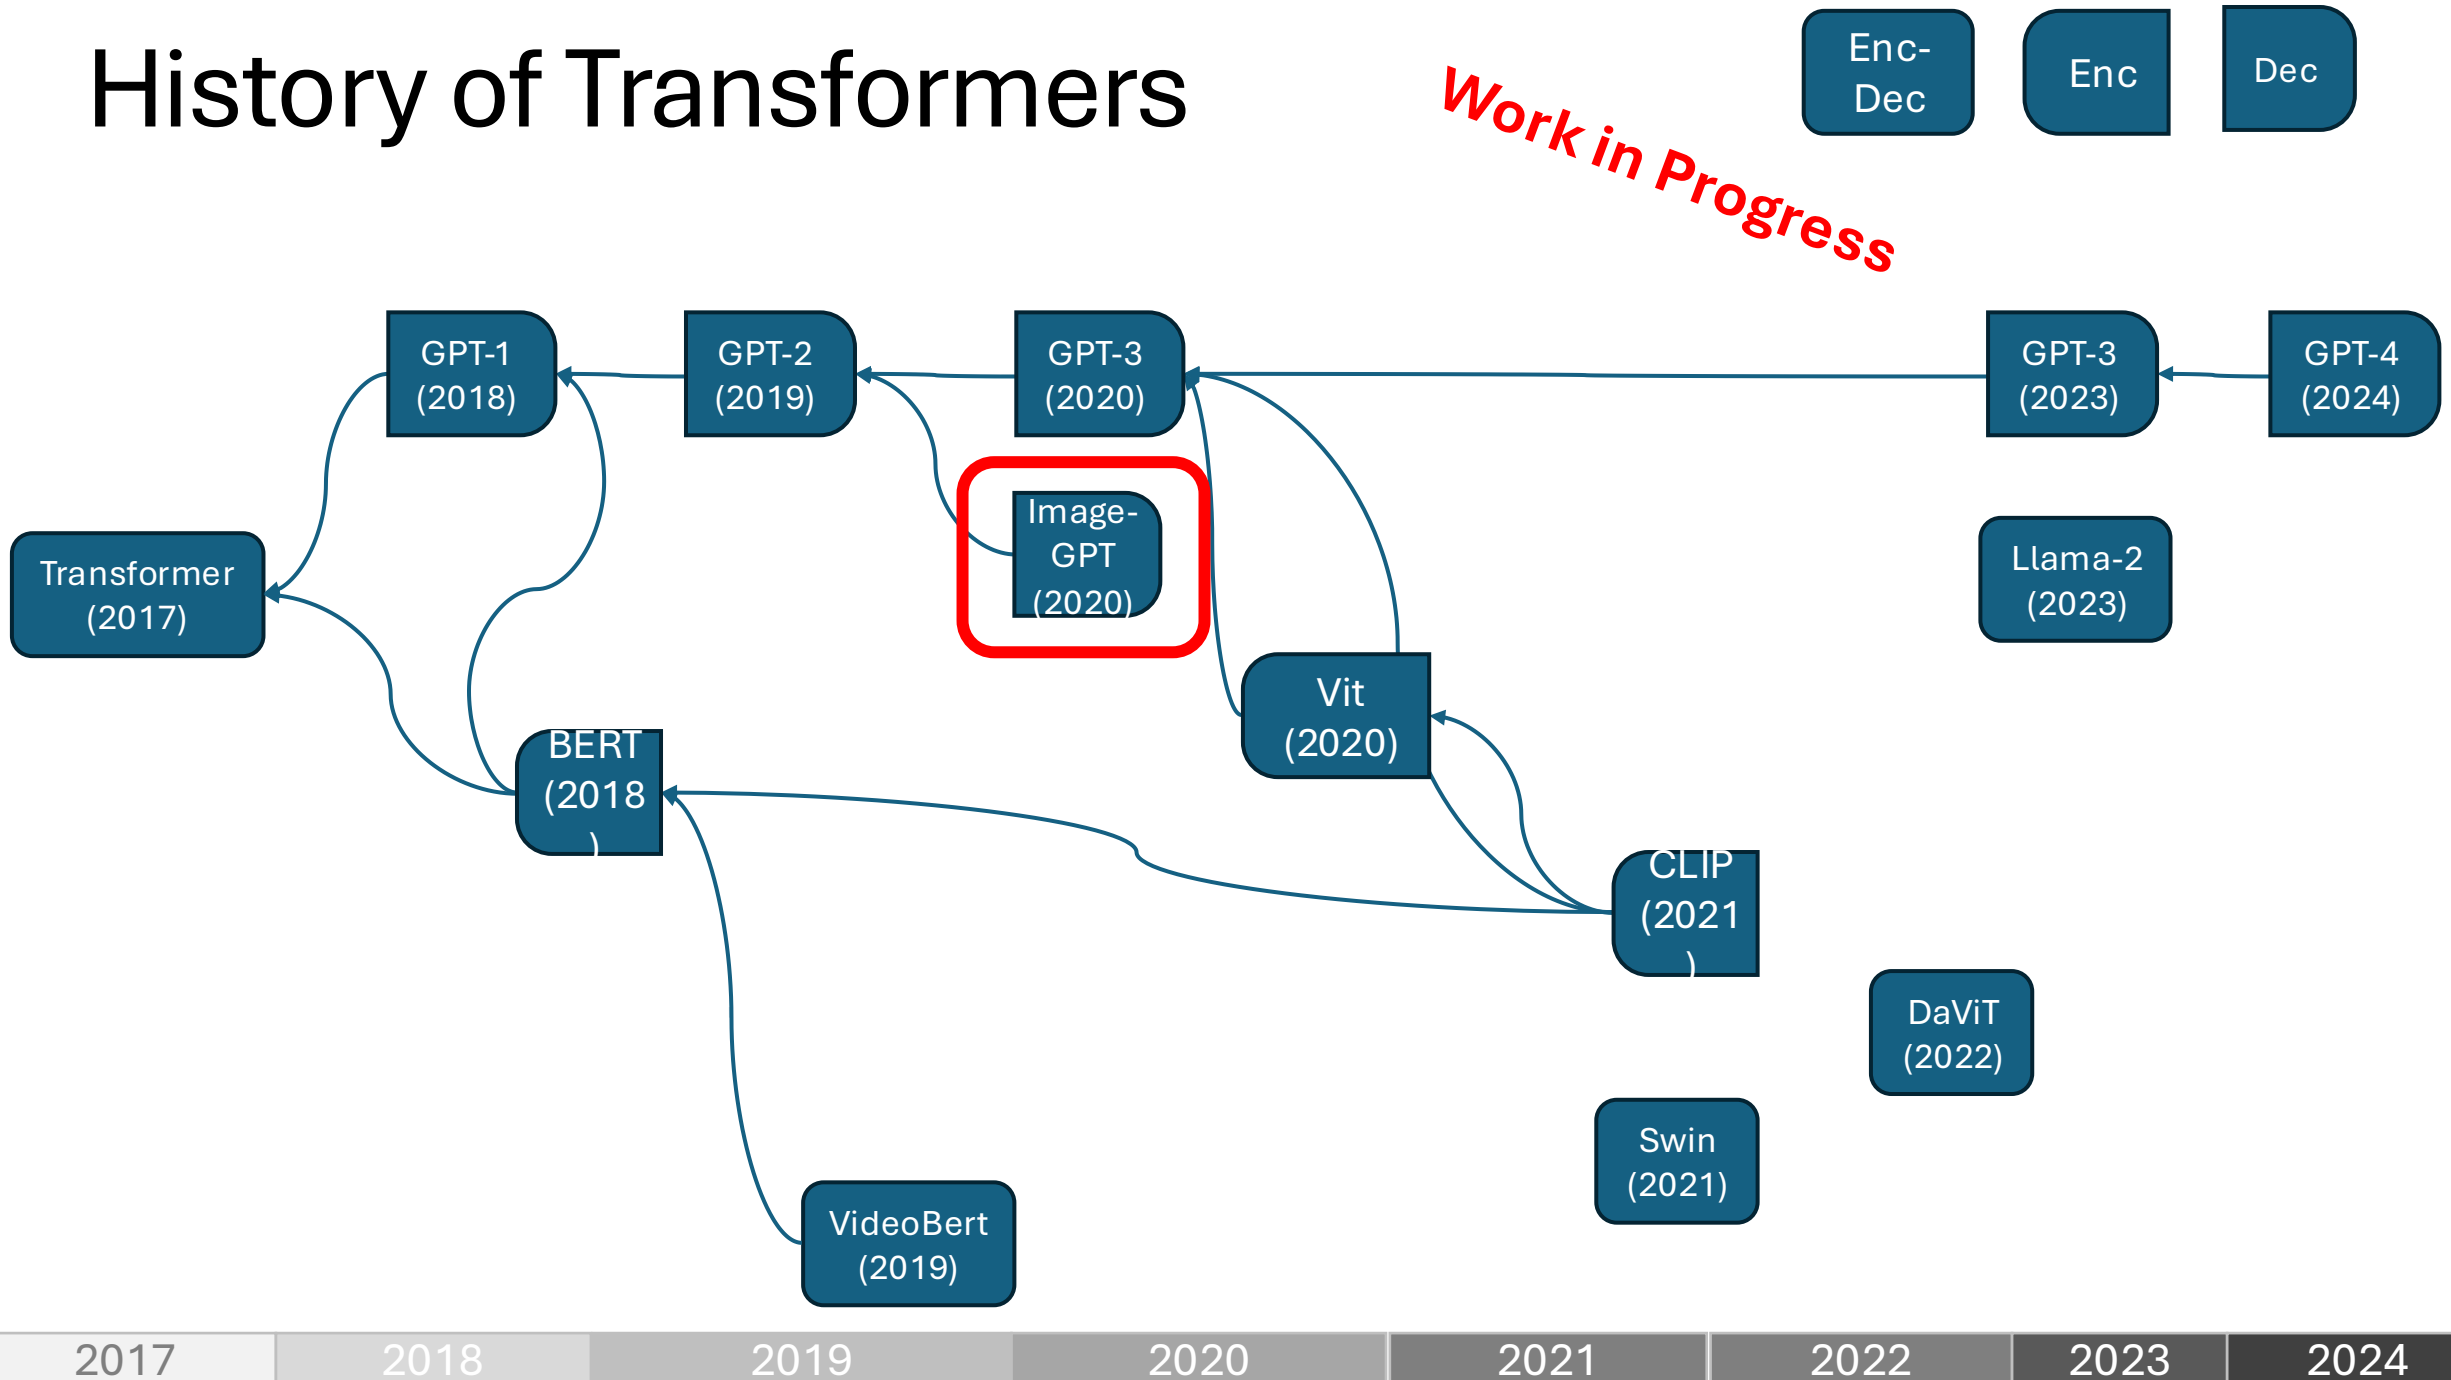 History of Transformers
Work in Progress
Enc-
Dec
Enc
Dec
GPT-1
(2018)
GPT-2
(2019)
GPT-3
(2020)
GPT-3
(2023)
GPT-4
(2024)
Image-
GPT
(2020)
Transformer
(2017)
Llama-2
(2023)
Vit
(2020)
BERT
(2018
)
CLIP
(2021
)
DaViT
(2022)
Swin
(2021)
VideoBert
(2019)
2017
2018
2019
2020
2021
2022
2023
2024